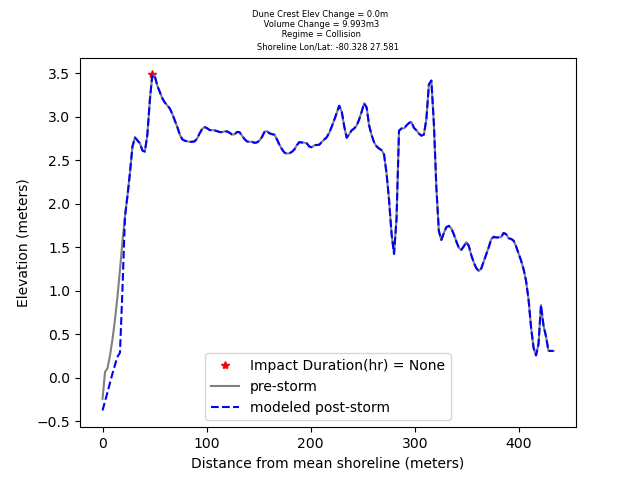 Dune Crest Elev Change = 0.0m
Volume Change = 9.993m3
Regime = Collision
Shoreline Lon/Lat: -80.328 27.581
3.5
3.0
2.5
2.0
1.5
1.0
0.5
0.0
−0.5
Elevation (meters)
Impact Duration(hr) = None
pre-storm
modeled post-storm
0
100
200
300
400
Distance from mean shoreline (meters)